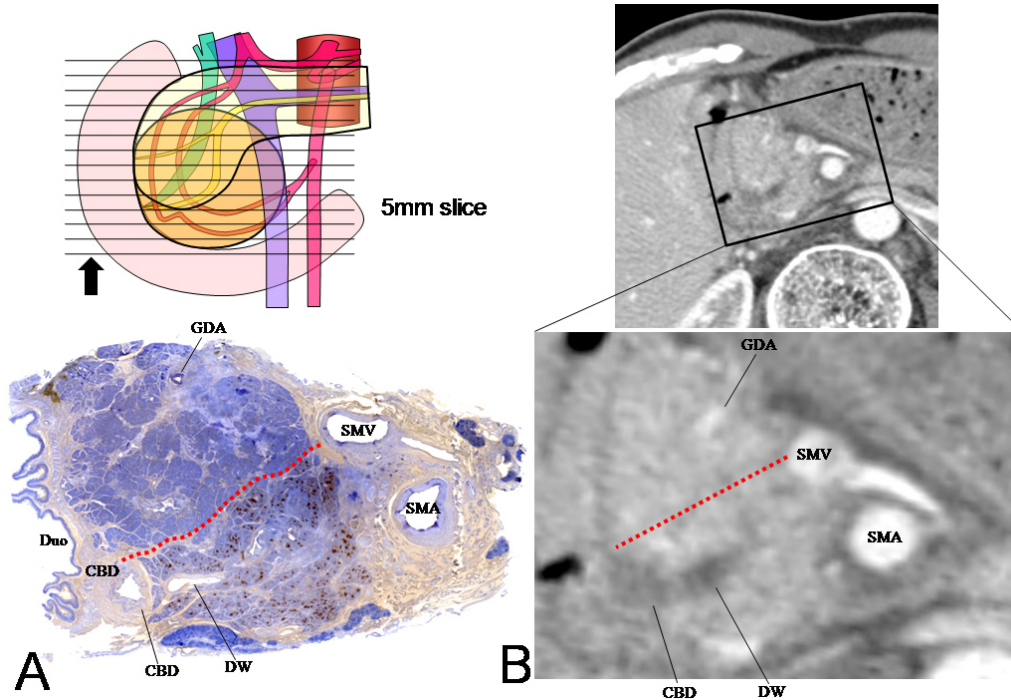 5mm slice
GDA
SMV
SMA
Duo
CBD
CBD
DW
A
GDA
SMV
SMA
CBD
DW
B